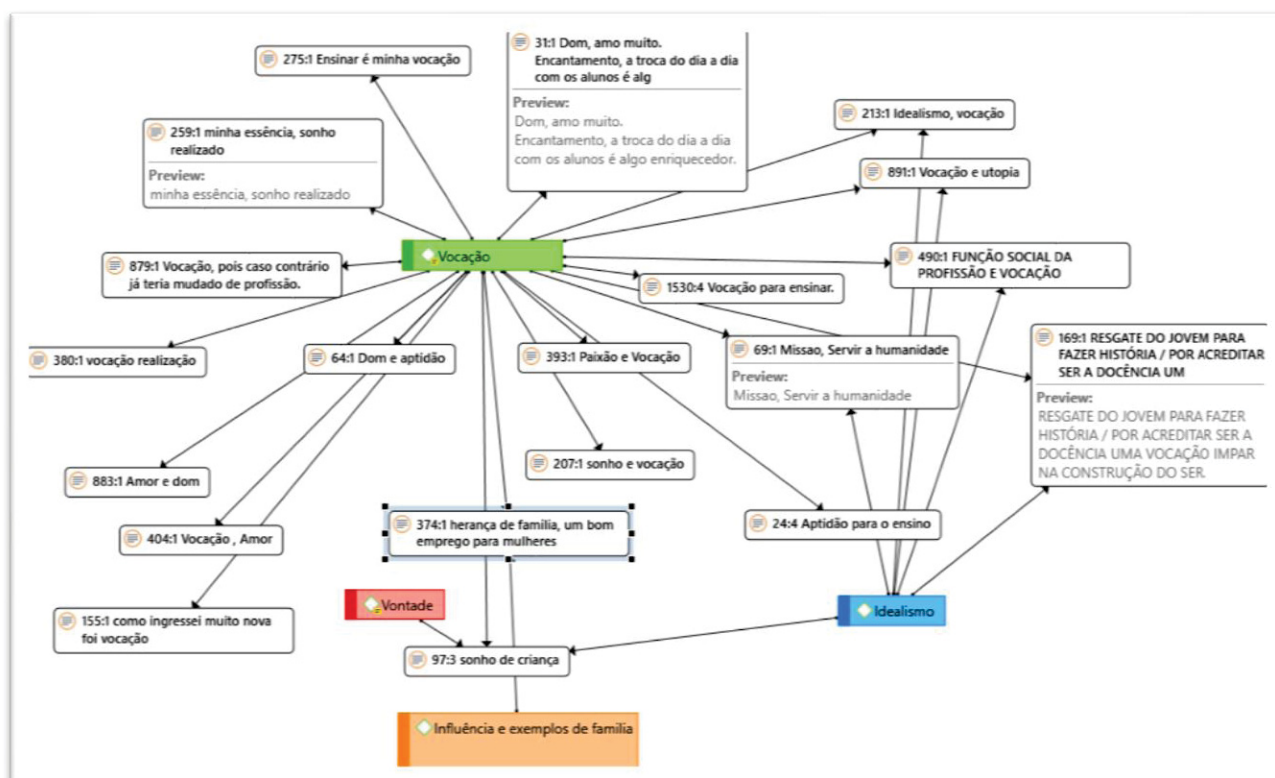 31:1 Dom, amo muito.
Encantamento, a troca do dia a dia
com os alunos é alg
Preview:
Dom, amo muito.
Encantamento, a troca do dia a dia
com os alunos é algo enriquecedor.
275:1 Ensinar é minha vocação
213:1 Idealismo, vocação
259:1 minha essência, sonho
realizado
Preview:
minha essência, sonho realizado
891:1 Vocação e utopia
Vocação
490:1 FUNÇÃO SOCIAL DA
PROFISSÃO E VOCAÇÃO
879:1 Vocação, pois caso contrário
já teria mudado de profissão.
1530:4 Vocação para ensinar.
380:1 vocação realização
64:1 Dom e aptidão
393:1 Paixão e Vocação
69:1 Missao, Servir a humanidade
Preview:
Missao, Servir a humanidade
169:1 RESGATE DO JOVEM PARA
FAZER HISTÓRIA / POR ACREDITAR
SER A DOCÊNCIA UM
Preview:
RESGATE DO JOVEM PARA FAZER
HISTÓRIA / POR ACREDITAR SER A
DOCÊNCIA UMA VOCAÇÃO IMPAR
NA CONSTRUÇÃO DO SER.
207:1 sonho e vocação
883:1 Amor e dom
374:1 herança de familia, um bom
emprego para mulheres
24:4 Aptidão para o ensino
404:1 Vocação , Amor
Vontade
Idealismo
155:1 como ingressei muito nova
foi vocação
97:3 sonho de criança
Influência e exemplos de familia